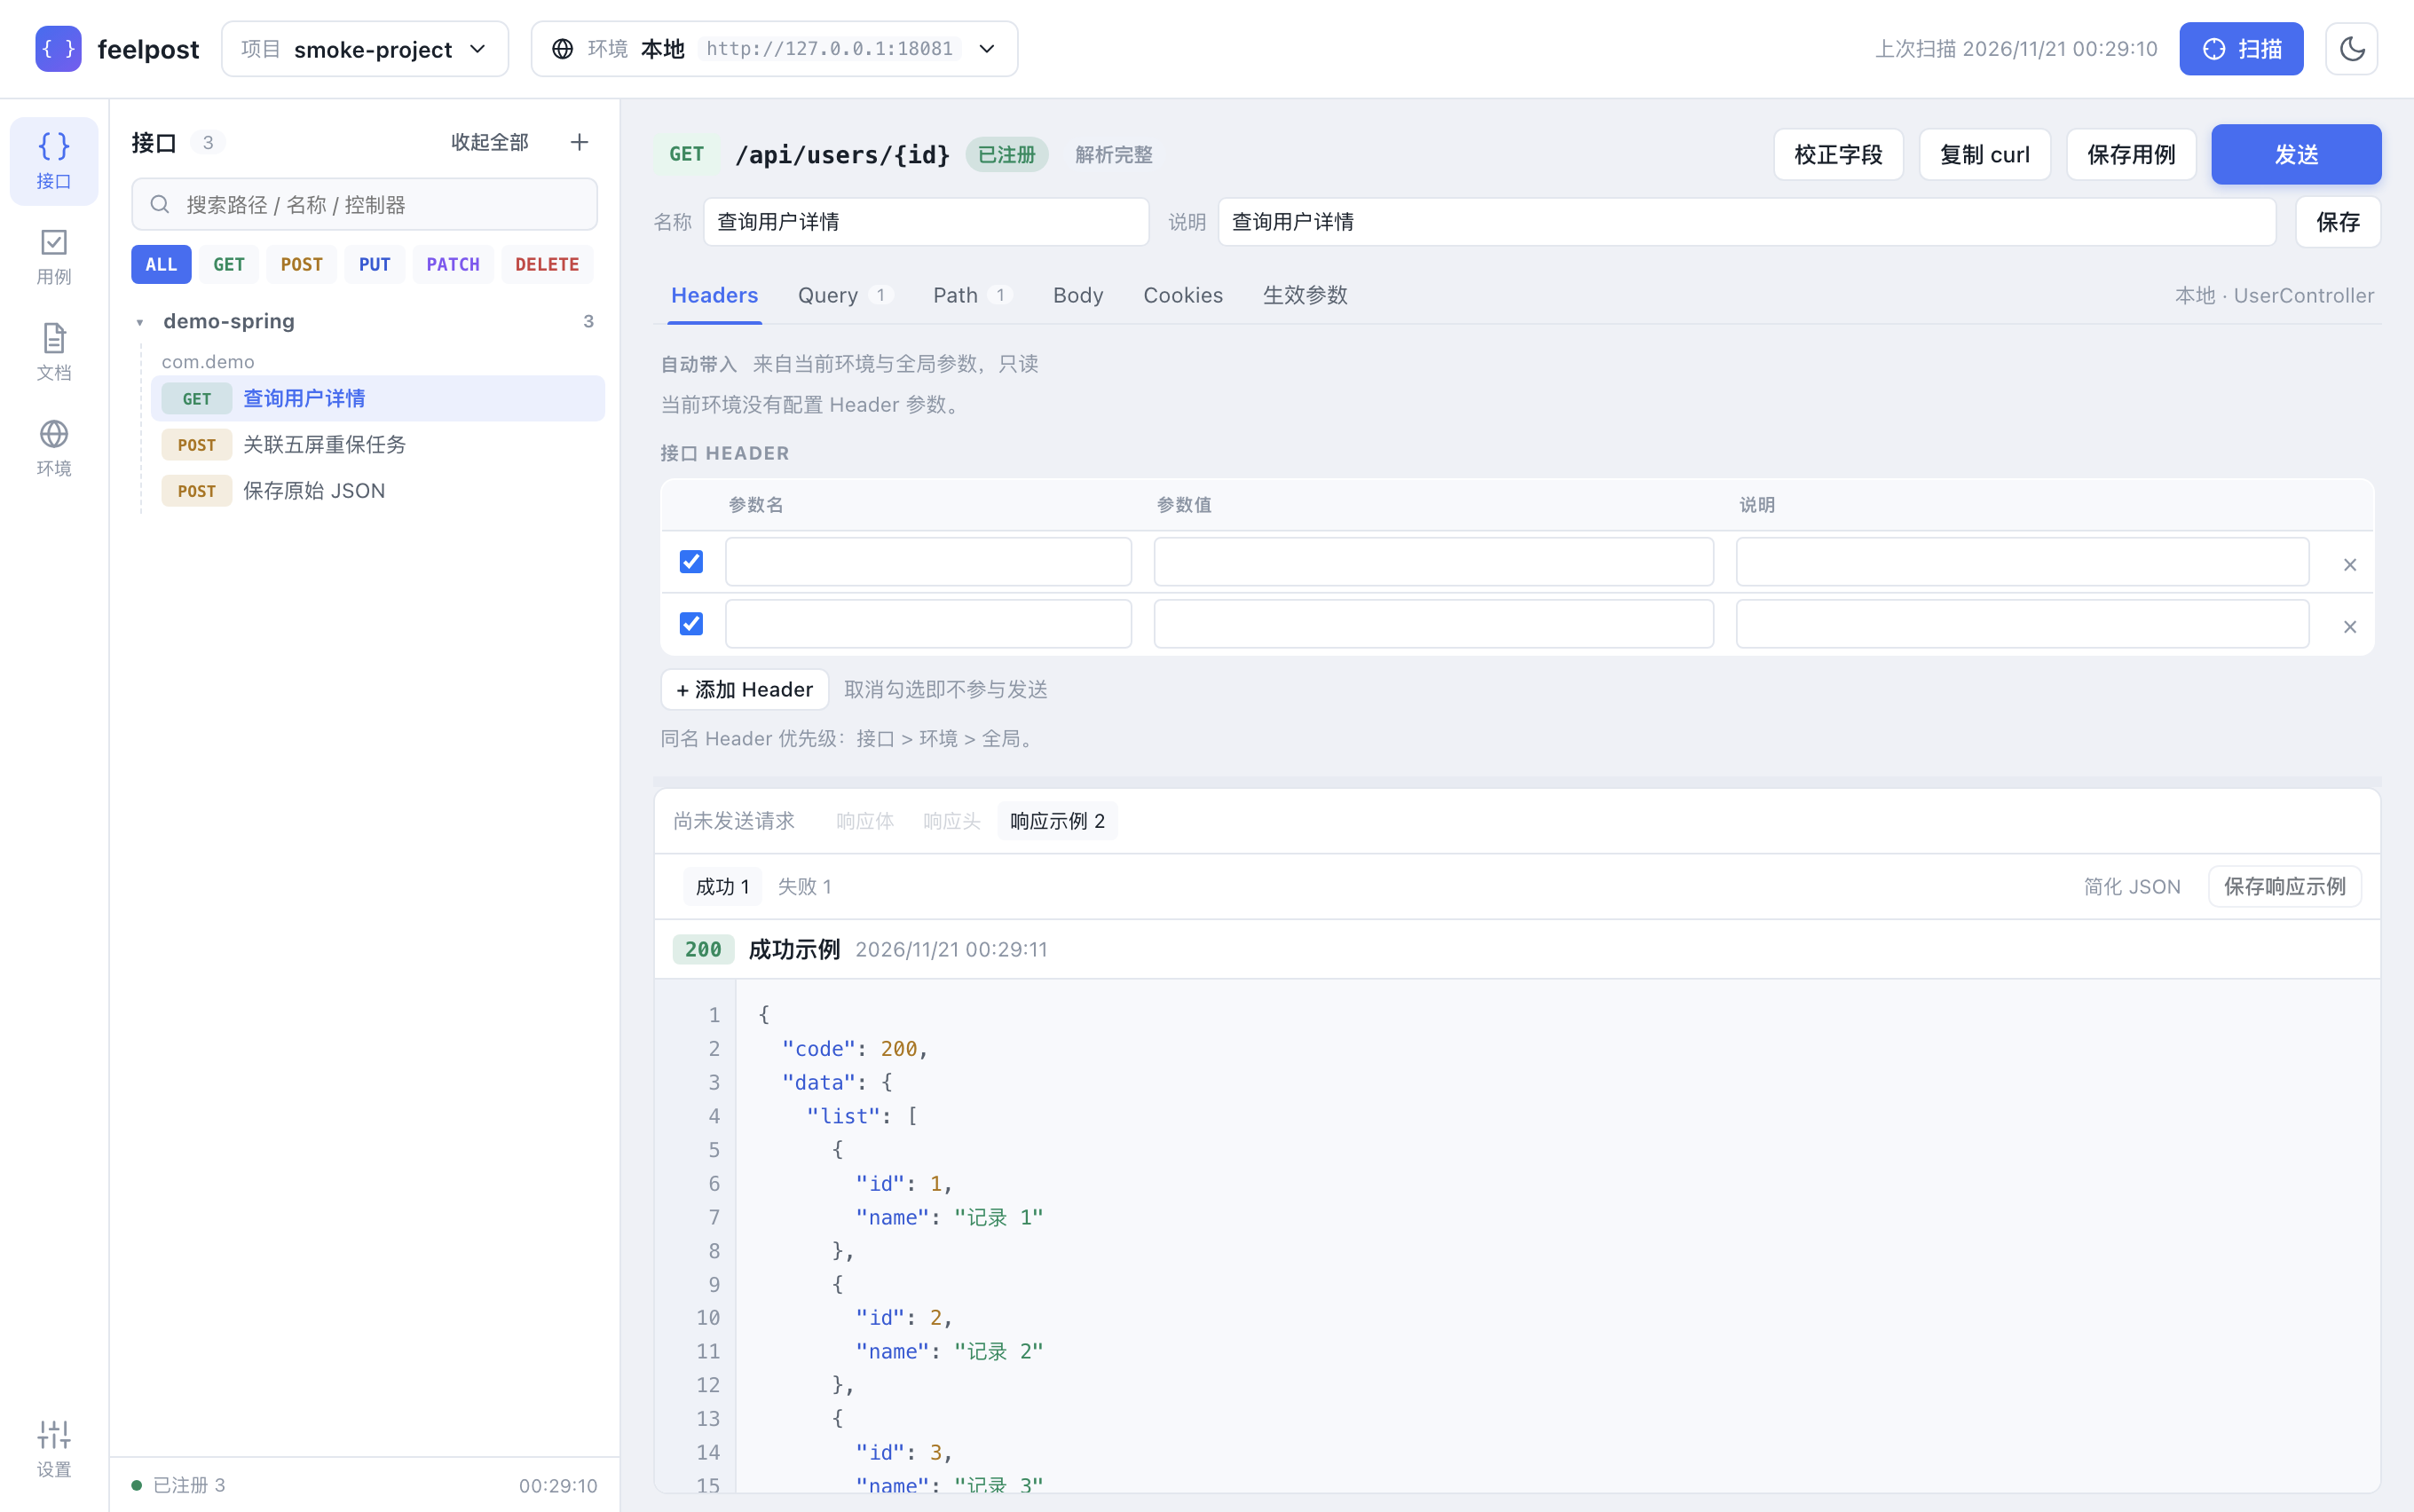 { } feelpost 项目 smoke-project 环境 本地 http://127.0.0.1:18081 上次扫描 2026/11/21 00:29:10 扫描
接口
用例
文档
环境
设置
接口 3 收起全部 +
搜索路径 / 名称 / 控制器
ALL GET POST PUT PATCH DELETE
demo-spring 3
com.demo
GET 查询用户详情
POST 关联五屏重保任务
POST 保存原始 JSON
已注册 3 00:29:10
GET /api/users/{id} 已注册 解析完整 校正字段 复制 curl 保存用例 发送
名称 查询用户详情 说明 查询用户详情 保存
Headers Query 1 Path 1 Body Cookies 生效参数 本地 · UserController
自动带入 来自当前环境与全局参数，只读
当前环境没有配置 Header 参数。
接口 HEADER
参数名 参数值 说明
×
×
+ 添加 Header 取消勾选即不参与发送
同名 Header 优先级：接口 > 环境 > 全局。
尚未发送请求 响应体 响应头 响应示例 2
成功 1 失败 1 简化 JSON 保存响应示例
200 成功示例 2026/11/21 00:29:11
1 {
2 "code": 200,
3 "data": {
4 "list": [
5 {
6 "id": 1,
7 "name": "记录 1"
8 },
9 {
10 "id": 2,
11 "name": "记录 2"
12 },
13 {
14 "id": 3,
15 "name": "记录 3"